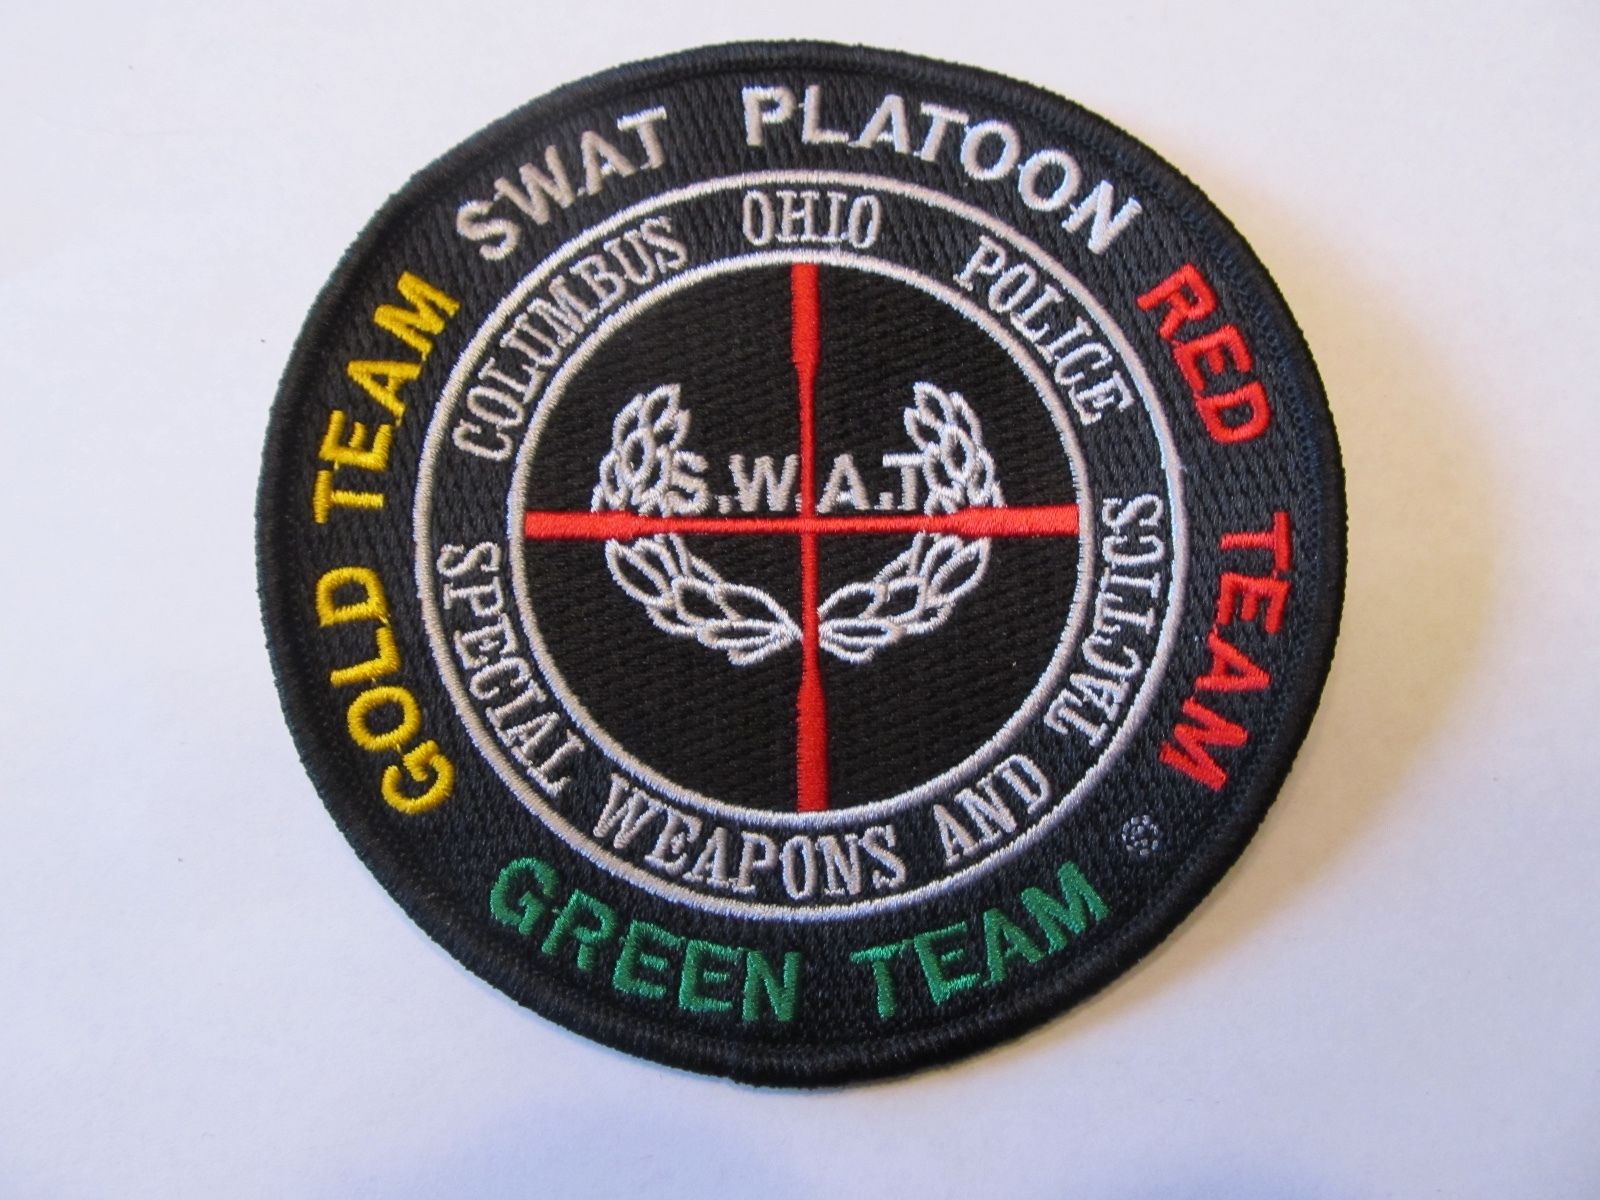 SWAT PLATOON
GOLD TEAM
RED TEAM
GREEN TEAM
COLUMBUS OHIO POLICE
SPECIAL WEAPONS AND TACTICS
S.W.A.T